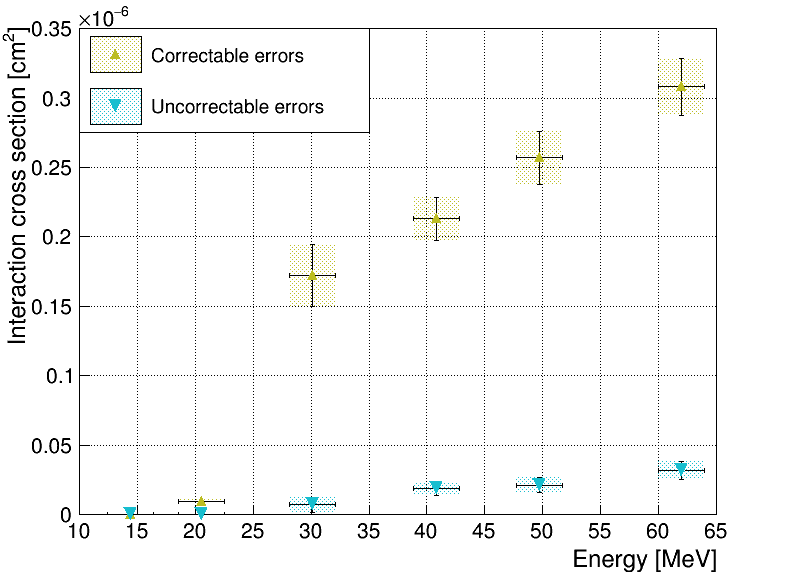 ×10⁻⁶
Interaction cross section [cm²]
0.35
0.3
0.25
0.2
0.15
0.1
0.05
0
Correctable errors
Uncorrectable errors
10 15 20 25 30 35 40 45 50 55 60 65
Energy [MeV]